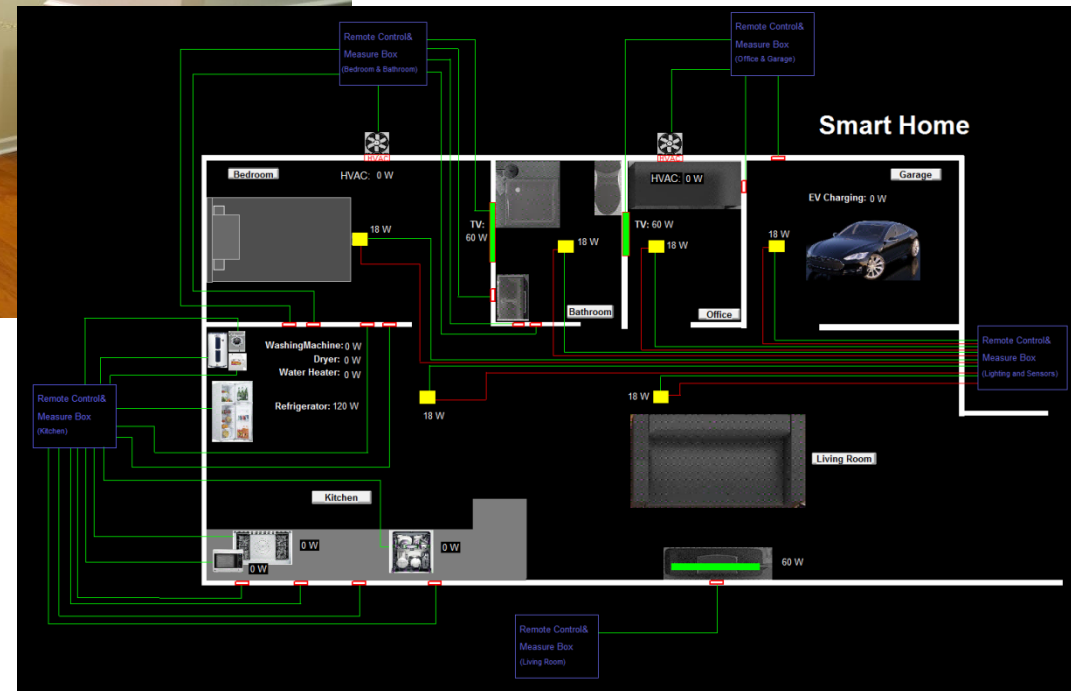 Remote Control&
Measure Box
(Bedroom & Bathroom)
Remote Control&
Measure Box
(Office & Garage)
Smart Home
HVAC
HVAC
Bedroom
HVAC: 0 W
HVAC: 0 W
Garage
EV Charging: 0 W
TV:
60 W
TV: 60 W
18 W
18 W
18 W
18 W
Bathroom
Office
Remote Control&
Measure Box
(Lighting and Sensors)
WashingMachine: 0 W
Dryer: 0 W
Water Heater: 0 W
Refrigerator: 120 W
Remote Control&
Measure Box
(Kitchen)
18 W
18 W
Living Room
Kitchen
0 W
0 W
0 W
60 W
Remote Control&
Measure Box
(Living Room)